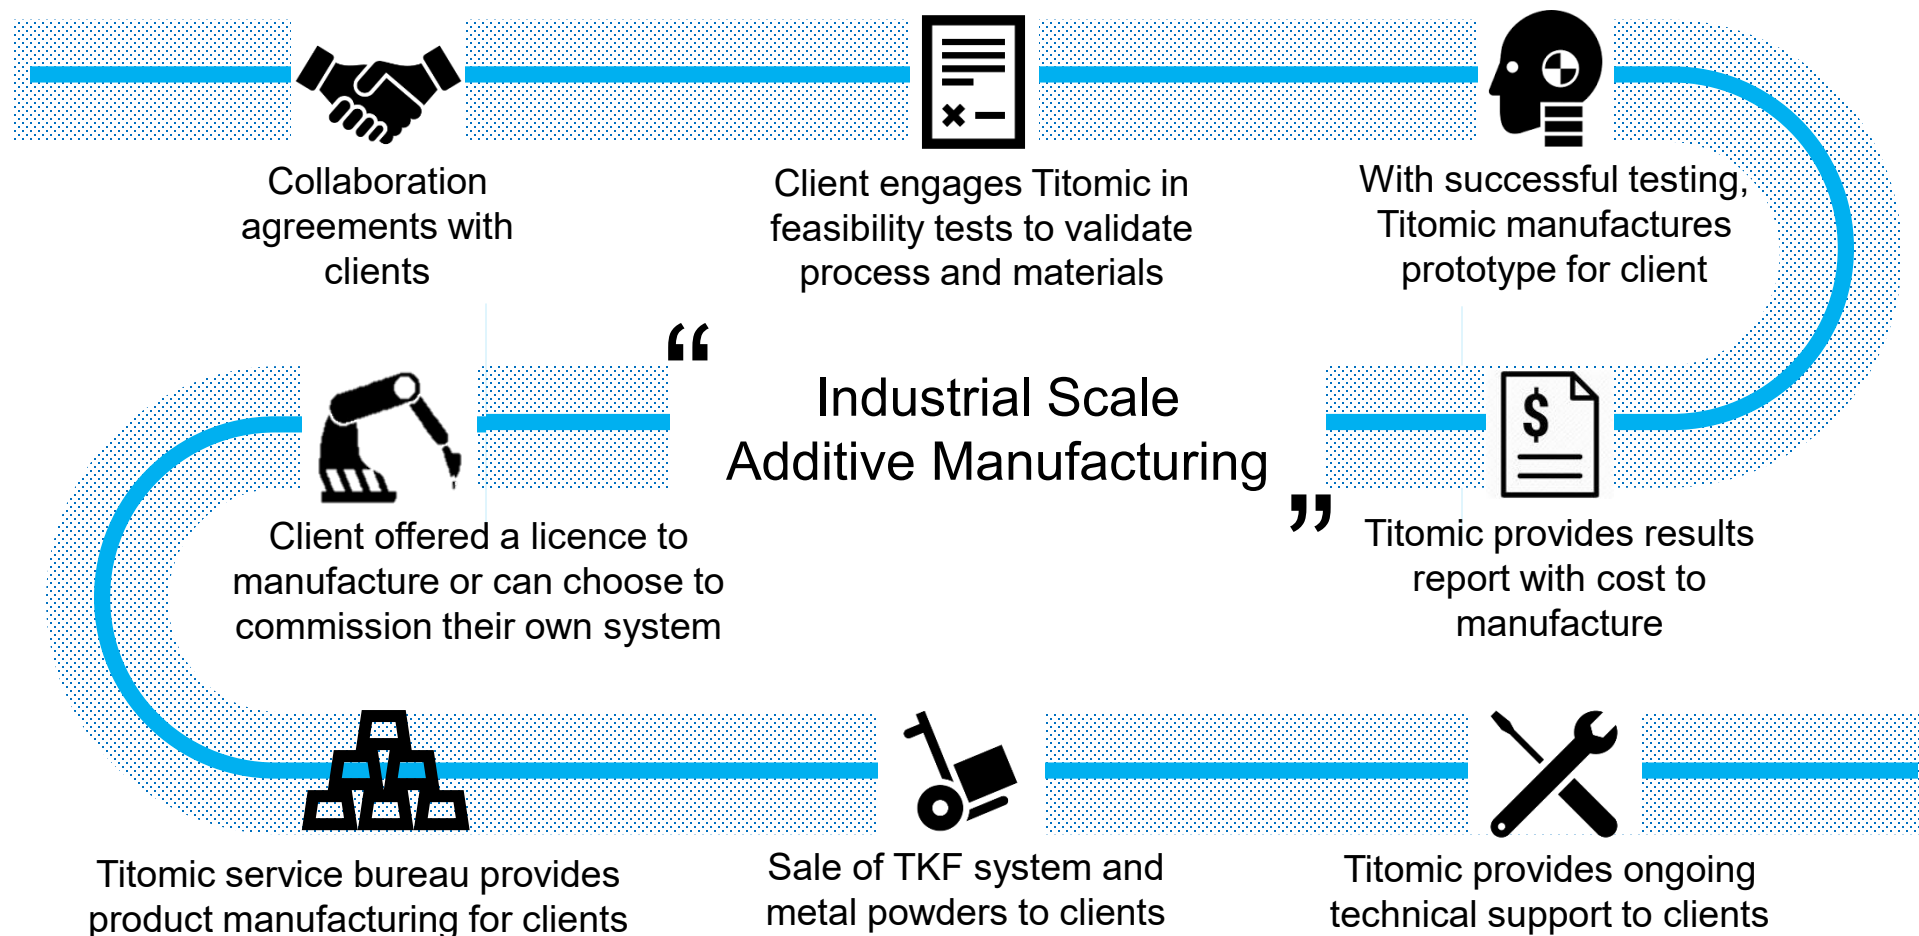 Collaboration
agreements with
clients
Client engages Titomic in
feasibility tests to validate
process and materials
With successful testing,
Titomic manufactures
prototype for client
“
Industrial Scale
Additive Manufacturing
”
$
Titomic provides results
report with cost to
manufacture
Client offered a licence to
manufacture or can choose to
commission their own system
Titomic service bureau provides
product manufacturing for clients
Sale of TKF system and
metal powders to clients
Titomic provides ongoing
technical support to clients